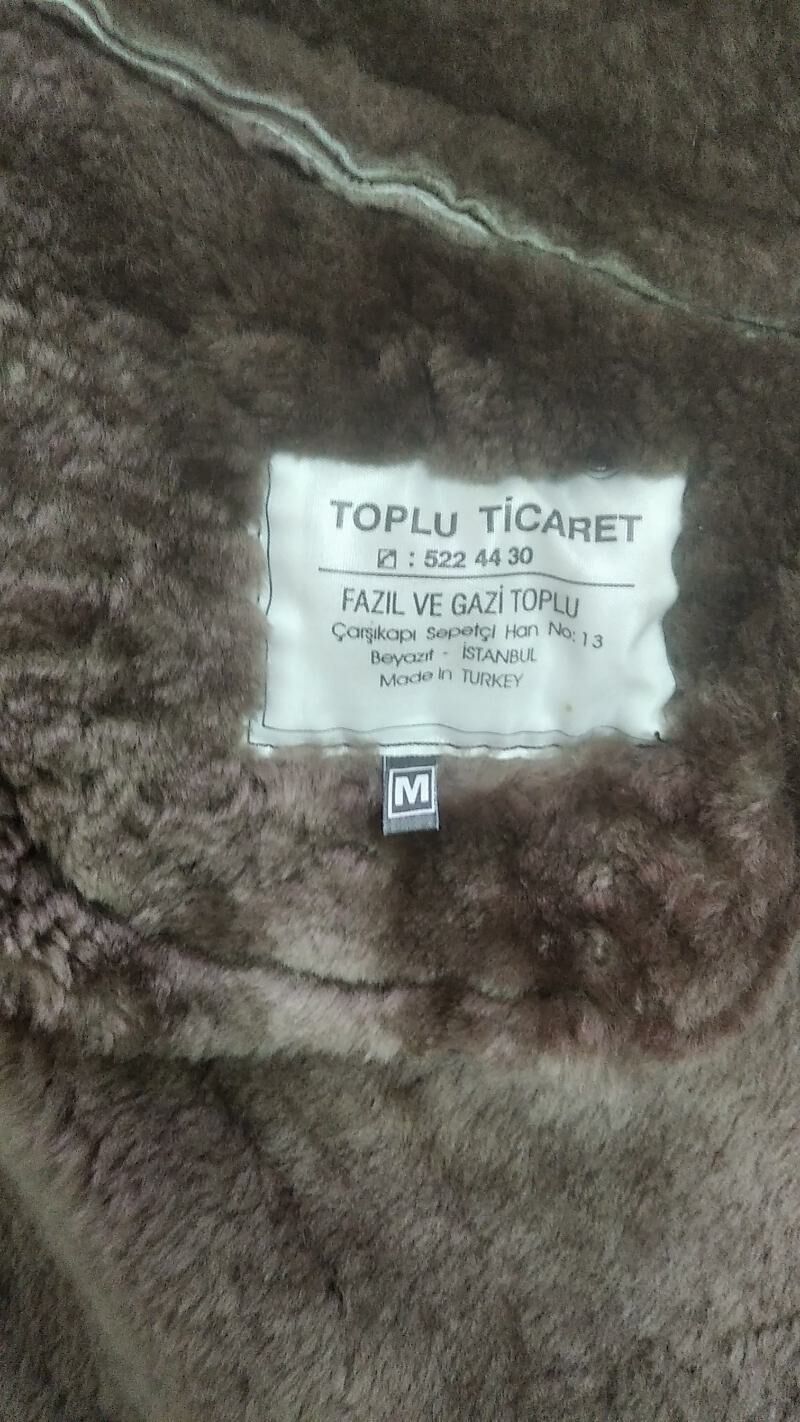 TOPLU TİCARET
: 522 44 30
FAZIL VE GAZİ TOPLU
Çarşıkapı Sepetçi Han No: 13
Beyazıt - İSTANBUL
Made In TURKEY
M